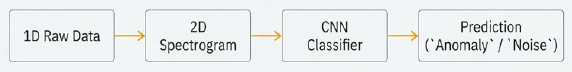 1D Raw Data
2D
Spectrogram
CNN
Classifier
Prediction
(`Anomaly` / `Noise`)